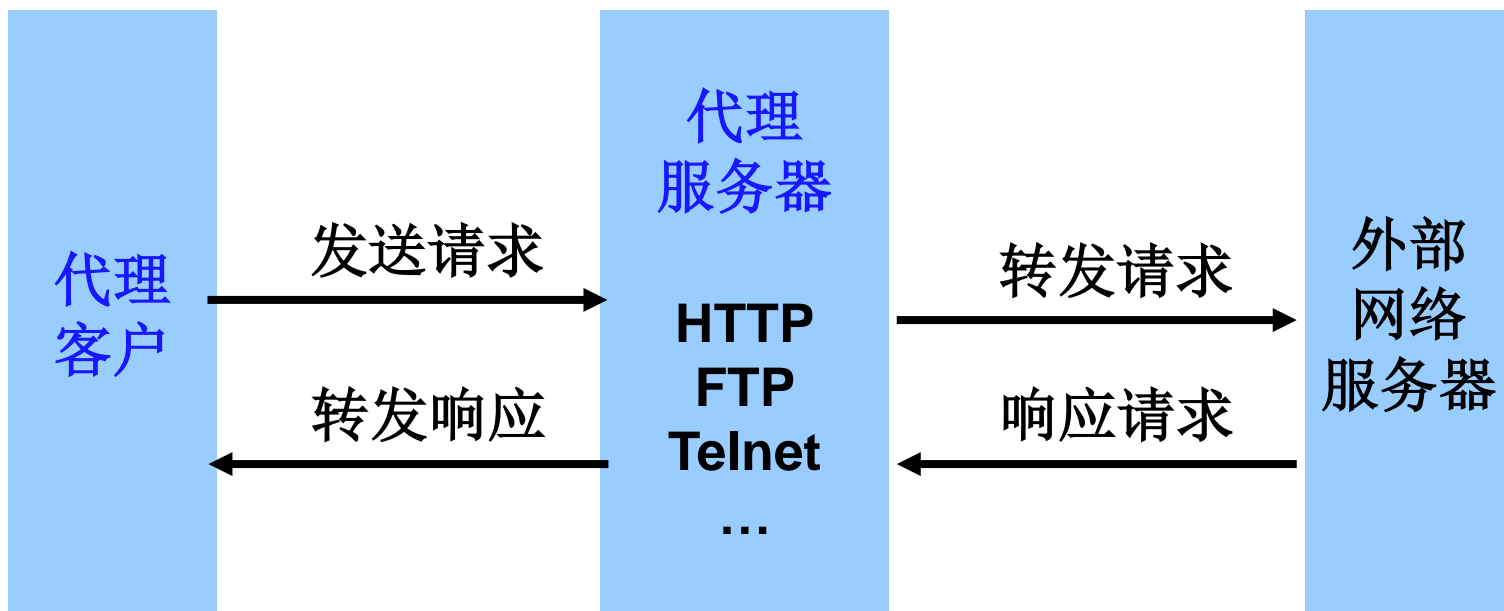 代理
客户
发送请求
转发响应
代理
服务器
HTTP
FTP
Telnet
…
转发请求
响应请求
外部
网络
服务器